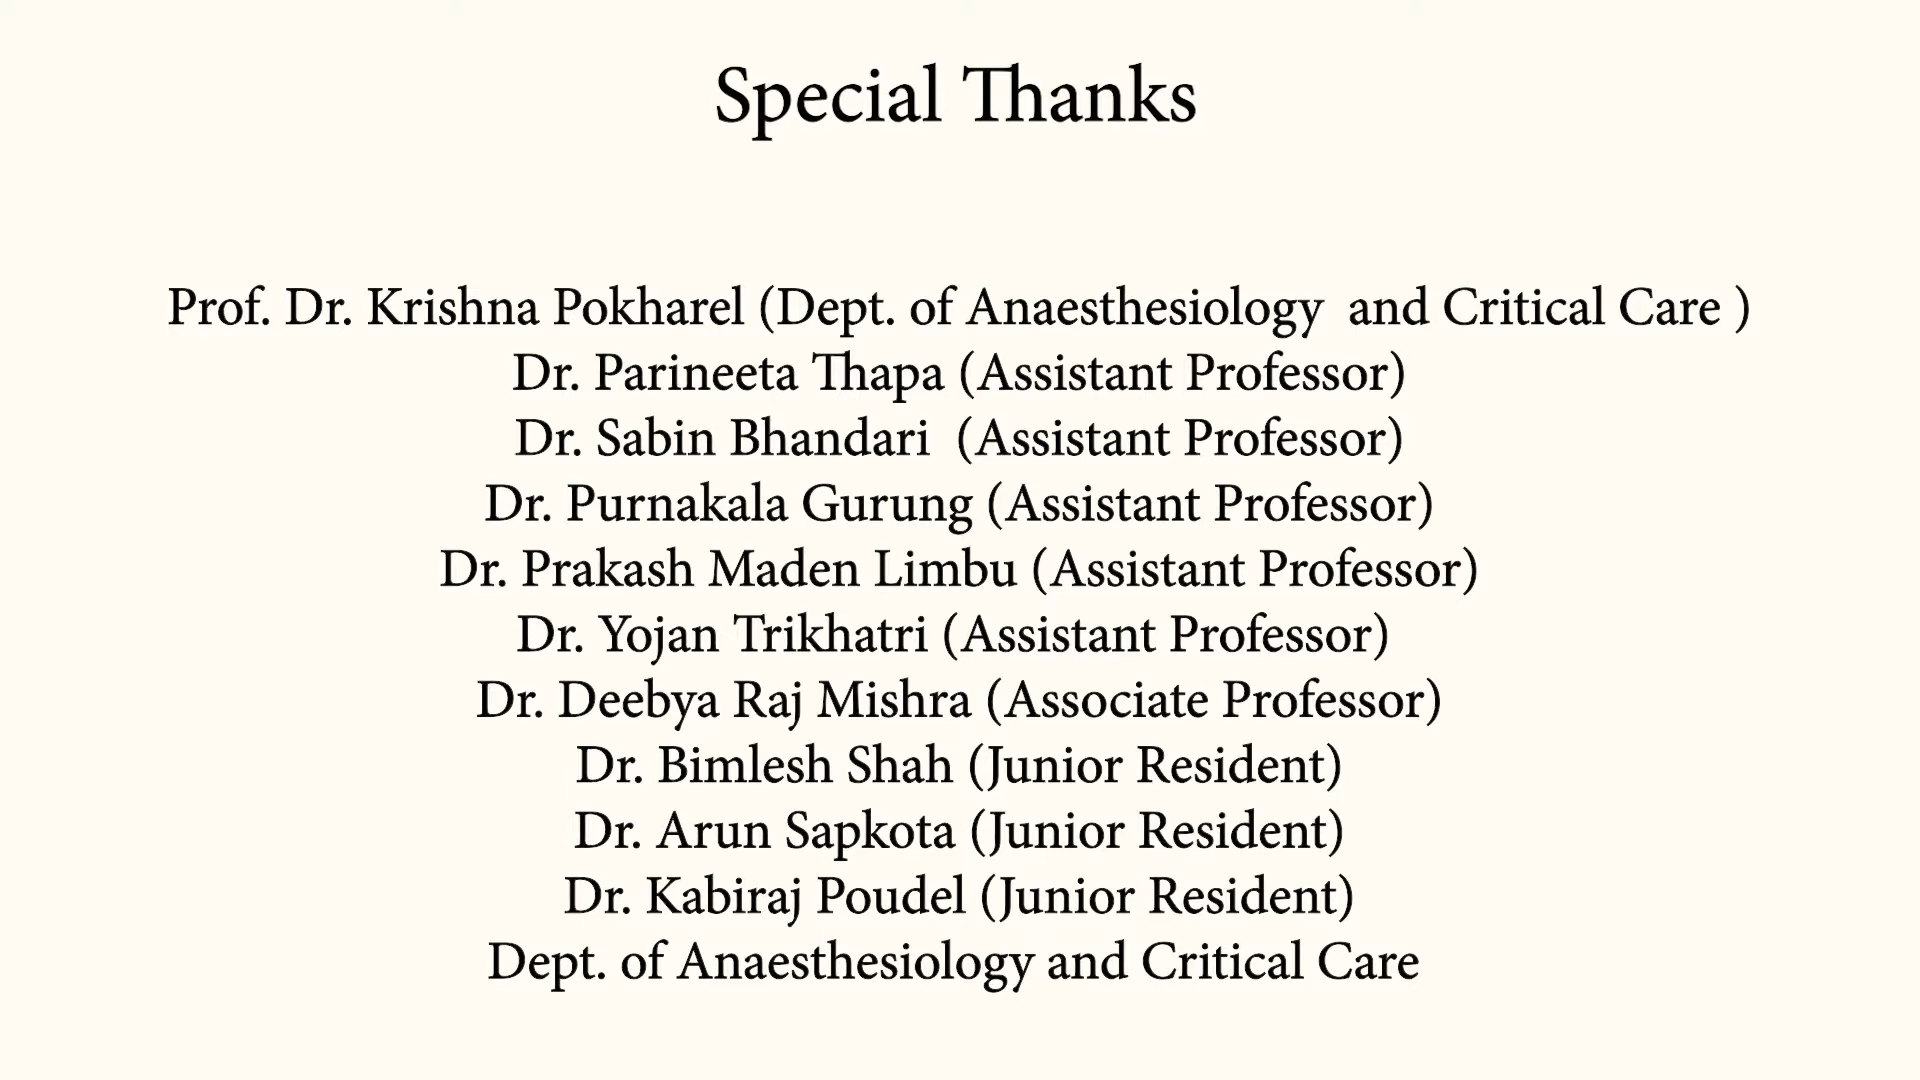 Special Thanks
Prof. Dr. Krishna Pokharel (Dept. of Anaesthesiology  and Critical Care )
Dr. Parineeta Thapa (Assistant Professor)
Dr. Sabin Bhandari  (Assistant Professor)
Dr. Purnakala Gurung (Assistant Professor)
Dr. Prakash Maden Limbu (Assistant Professor)
Dr. Yojan Trikhatri (Assistant Professor)
Dr. Deebya Raj Mishra (Associate Professor)
Dr. Bimlesh Shah (Junior Resident)
Dr. Arun Sapkota (Junior Resident)
Dr. Kabiraj Poudel (Junior Resident)
Dept. of Anaesthesiology and Critical Care